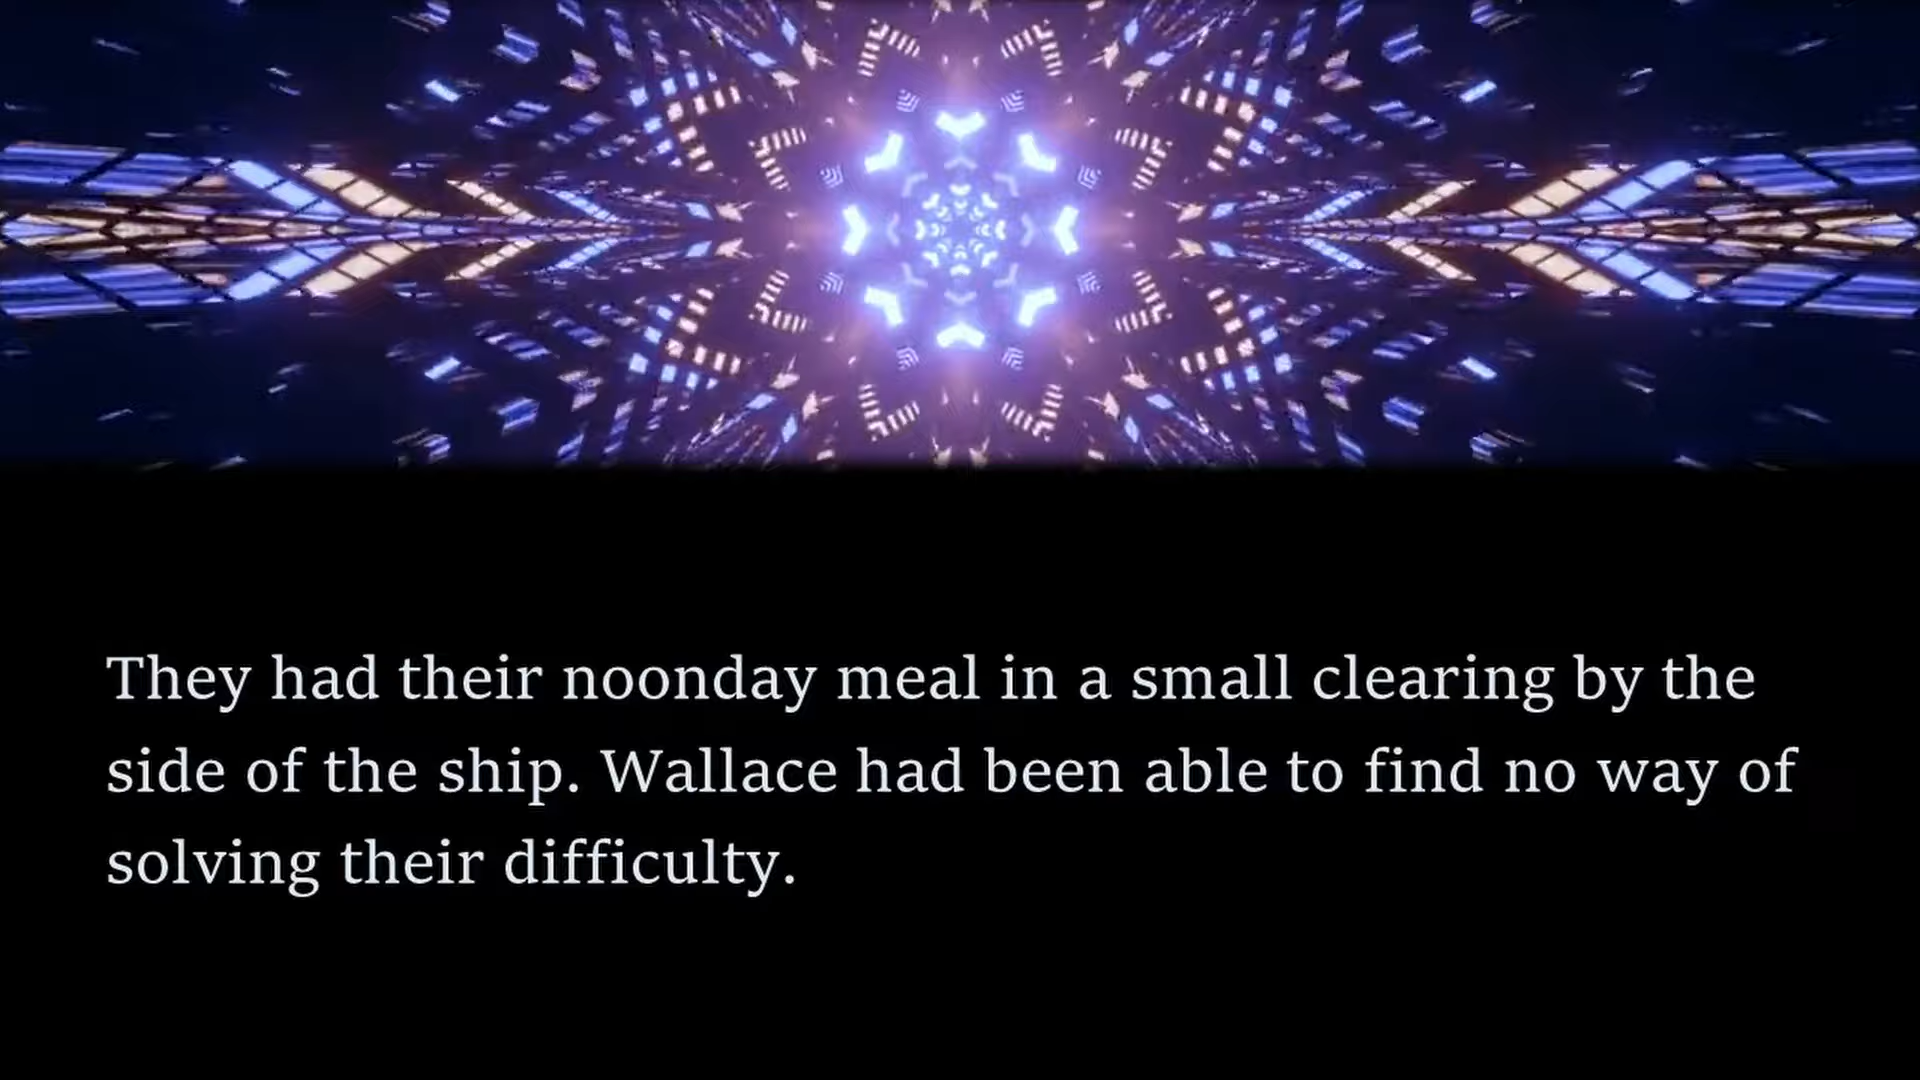 They had their noonday meal in a small clearing by the
side of the ship. Wallace had been able to find no way of
solving their difficulty.